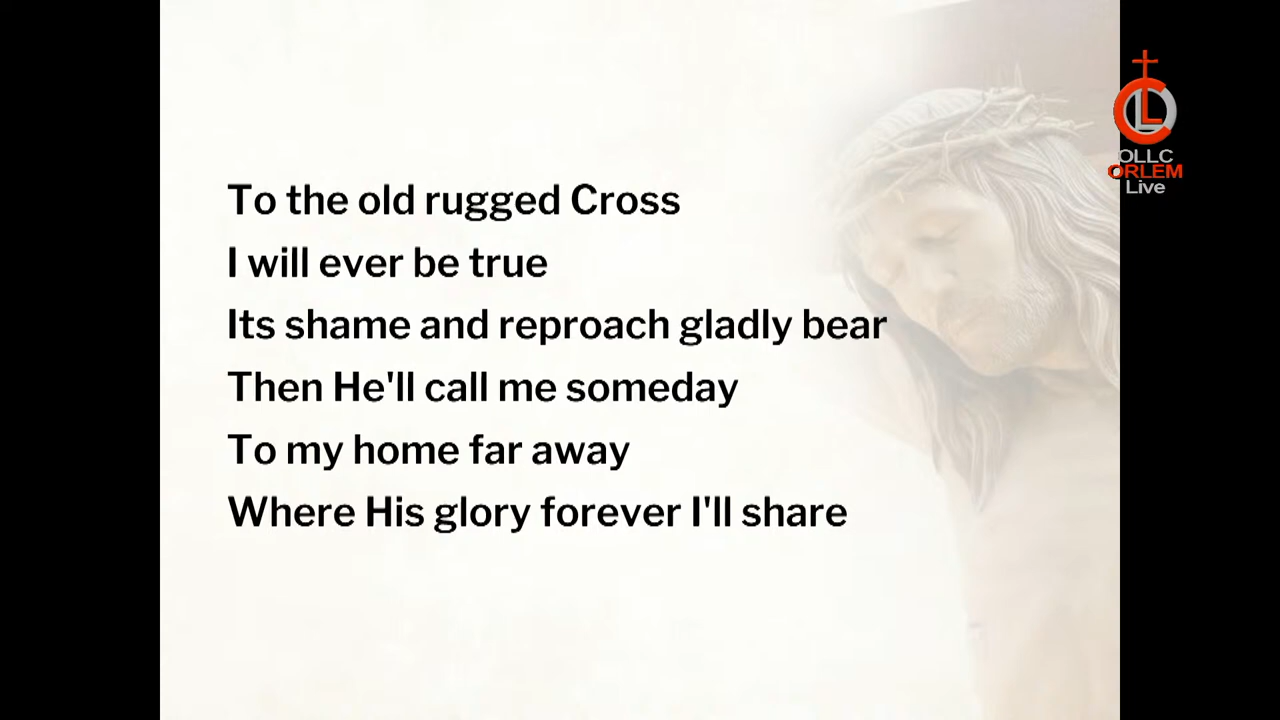 To the old rugged Cross
I will ever be true
Its shame and reproach gladly bear
Then He'll call me someday
To my home far away
Where His glory forever I'll share
OLLC
ORLEM
Live